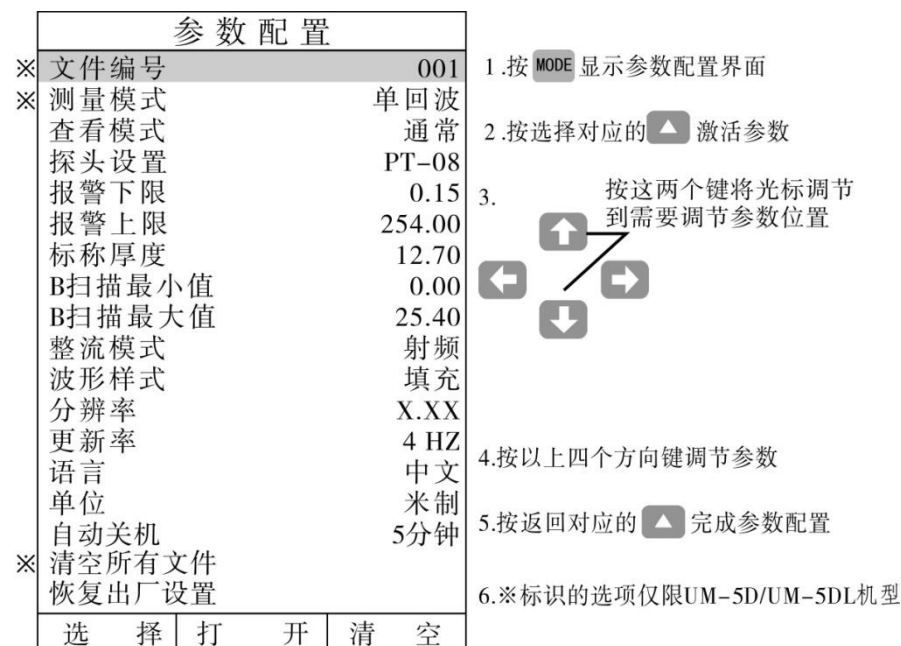 参数配置
※ 文件编号 001
※ 测量模式 单回波
查看模式 通常
探头设置 PT-08
报警下限 0.15
报警上限 254.00
标称厚度 12.70
B扫描最小值 0.00
B扫描最大值 25.40
整流模式 射频
波形样式 填充
分辨率 X.XX
更新率 4 HZ
语言 中文
单位 米制
自动关机 5分钟
※ 清空所有文件
恢复出厂设置
选择 打开 清空
1.按 MODE 显示参数配置界面
2.按选择对应的 激活参数
3. 按这两个键将光标调节
到需要调节参数位置
4.按以上四个方向键调节参数
5.按返回对应的 完成参数配置
6.※标识的选项仅限UM-5D/UM-5DL机型